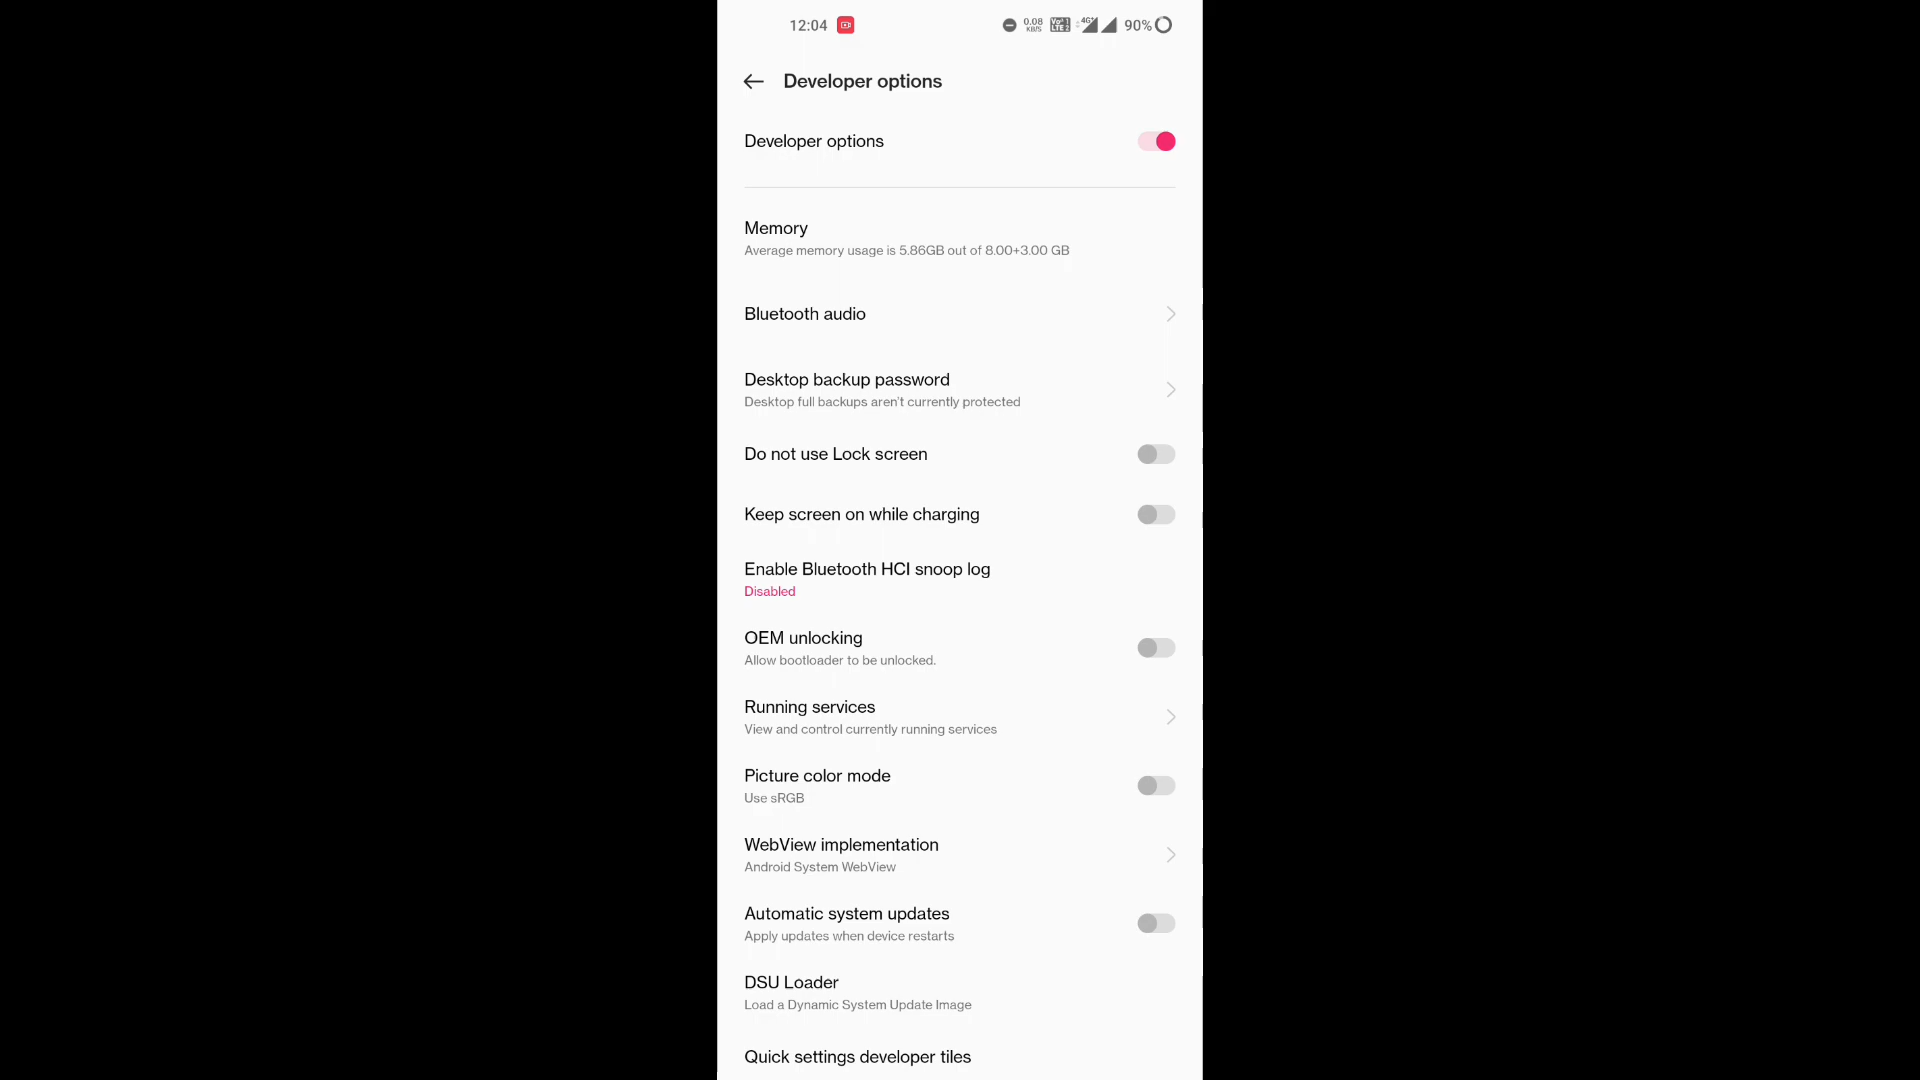 12:04
0.08 KB/S
4G+
90%
Developer options
Developer options
Memory
Average memory usage is 5.86GB out of 8.00+3.00 GB
Bluetooth audio
Desktop backup password
Desktop full backups aren't currently protected
Do not use Lock screen
Keep screen on while charging
Enable Bluetooth HCI snoop log
Disabled
OEM unlocking
Allow bootloader to be unlocked.
Running services
View and control currently running services
Picture color mode
Use sRGB
WebView implementation
Android System WebView
Automatic system updates
Apply updates when device restarts
DSU Loader
Load a Dynamic System Update Image
Quick settings developer tiles